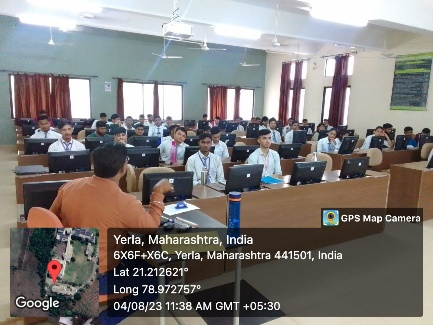 GPS Map Camera
Yerla, Maharashtra, India
6X6F+X6C, Yerla, Maharashtra 441501, India
Lat 21.212621°
Long 78.972757°
04/08/23 11:38 AM GMT +05:30
Google